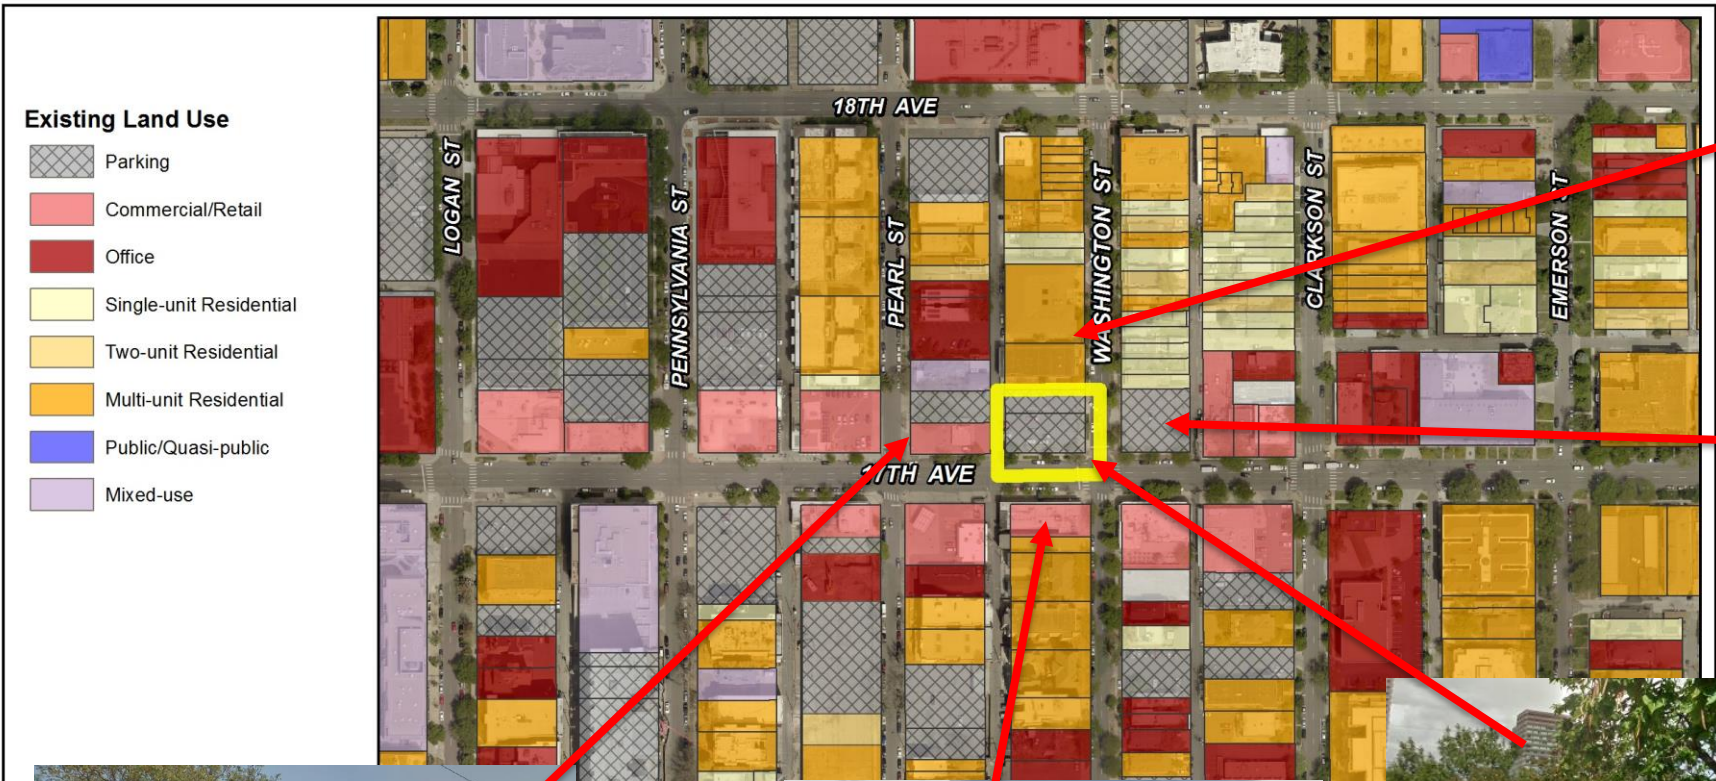 Existing Land Use
Parking
Commercial/Retail
Office
Single-unit Residential
Two-unit Residential
Multi-unit Residential
Public/Quasi-public
Mixed-use
18TH AVE
LOGAN ST
PENNSYLVANIA ST
PEARL ST
WASHINGTON ST
CLARKSON ST
EMERSON ST
17TH AVE